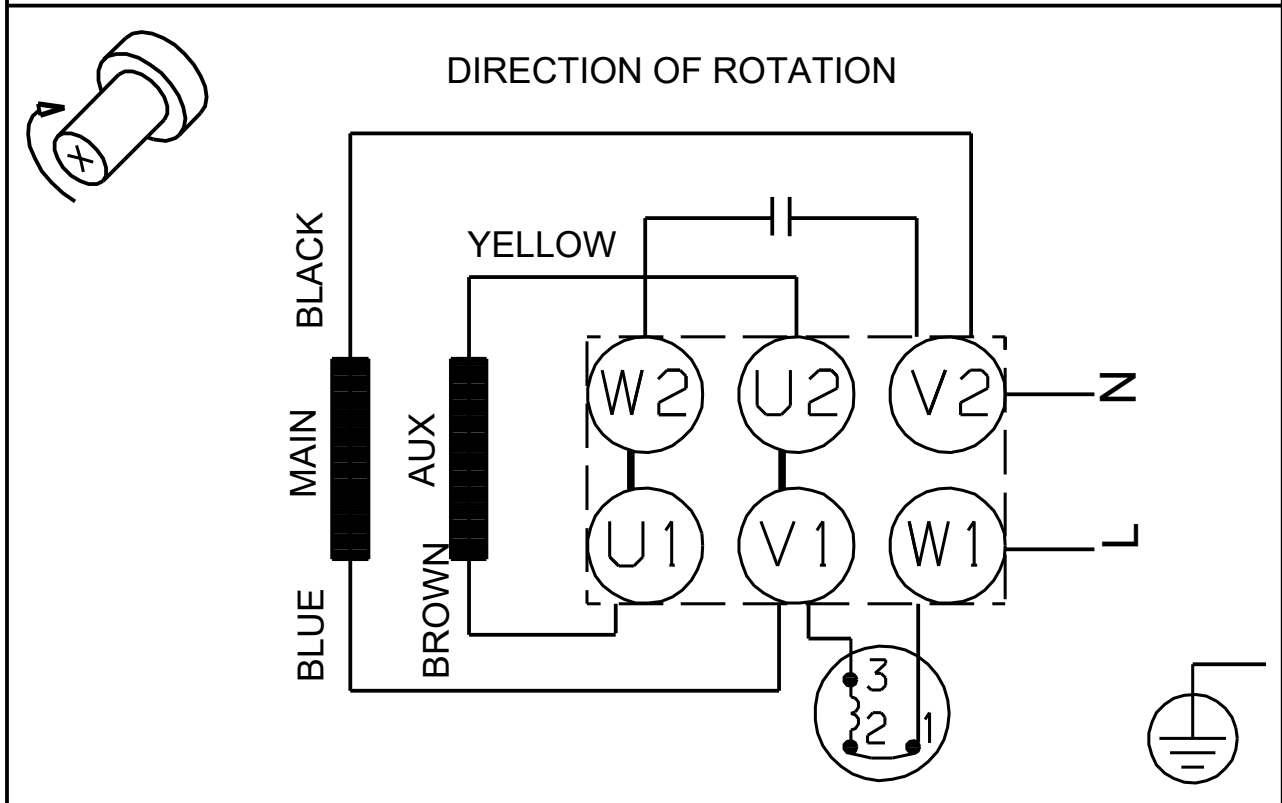 DIRECTION OF ROTATION
BLACK
YELLOW
MAIN
AUX
BLUE
BROWN
W2 U2 V2
N
U1 V1 W1
L
3
2
1